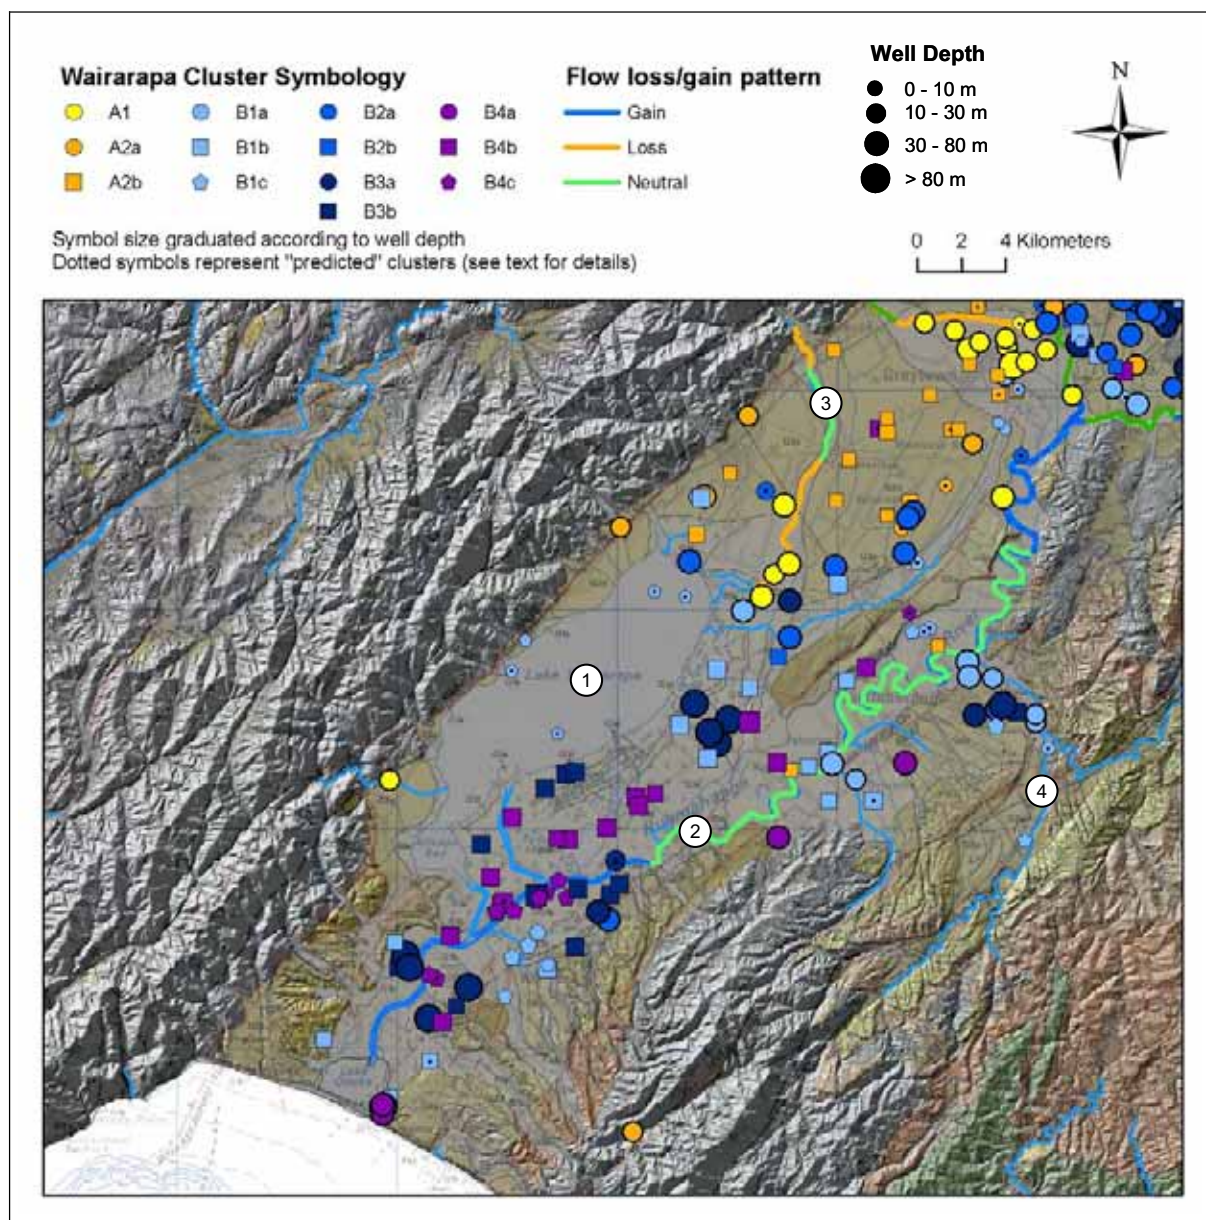 Wairarapa Cluster Symbology
A1
A2a
A2b
B1a
B1b
B1c
B2a
B2b
B3a
B3b
B4a
B4b
B4c
Flow loss/gain pattern
Gain
Loss
Neutral
Well Depth
0 - 10 m
10 - 30 m
30 - 80 m
> 80 m
N
0 2 4 Kilometers
Symbol size graduated according to well depth
Dotted symbols represent "predicted" clusters (see text for details)
3
1
Lake
4
2